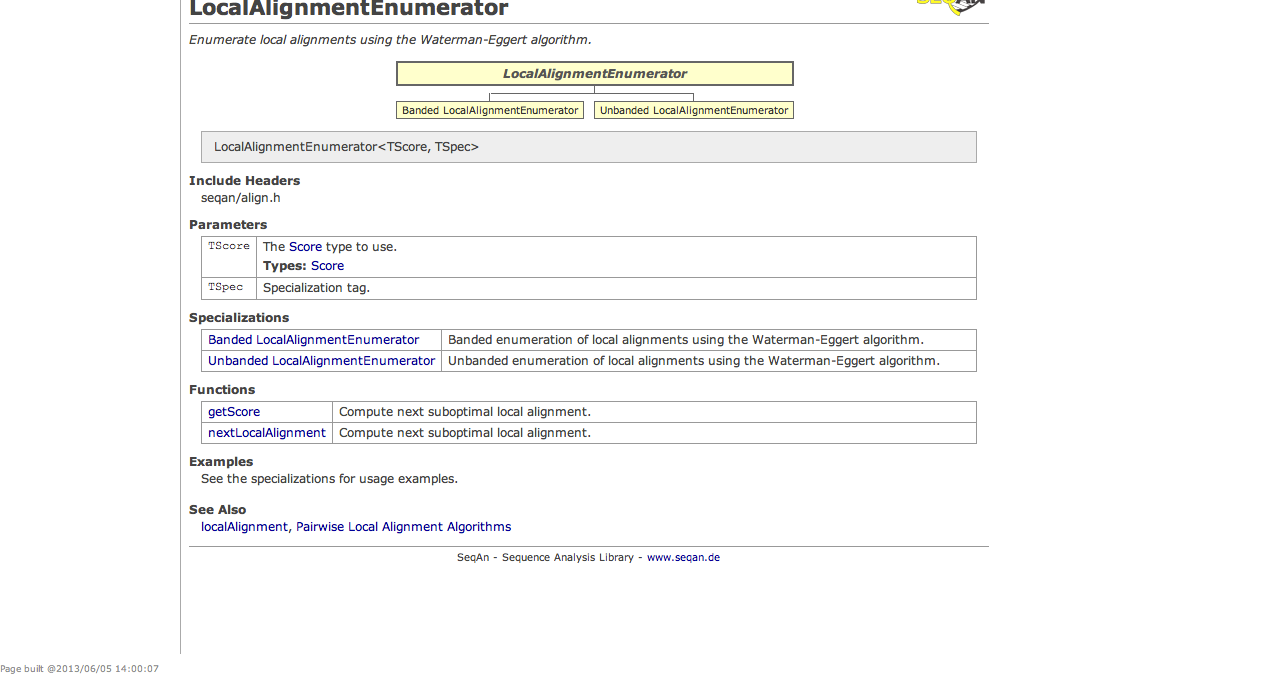 LocalAlignmentEnumerator
SEQAN
Enumerate local alignments using the Waterman-Eggert algorithm.
LocalAlignmentEnumerator
Banded LocalAlignmentEnumerator Unbanded LocalAlignmentEnumerator
LocalAlignmentEnumerator<TScore, TSpec>
Include Headers
seqan/align.h
Parameters
TScore The Score type to use.
Types: Score
TSpec Specialization tag.
Specializations
Banded LocalAlignmentEnumerator Banded enumeration of local alignments using the Waterman-Eggert algorithm.
Unbanded LocalAlignmentEnumerator Unbanded enumeration of local alignments using the Waterman-Eggert algorithm.
Functions
getScore Compute next suboptimal local alignment.
nextLocalAlignment Compute next suboptimal local alignment.
Examples
See the specializations for usage examples.
See Also
localAlignment, Pairwise Local Alignment Algorithms
SeqAn - Sequence Analysis Library - www.seqan.de
Page built @2013/06/05 14:00:07